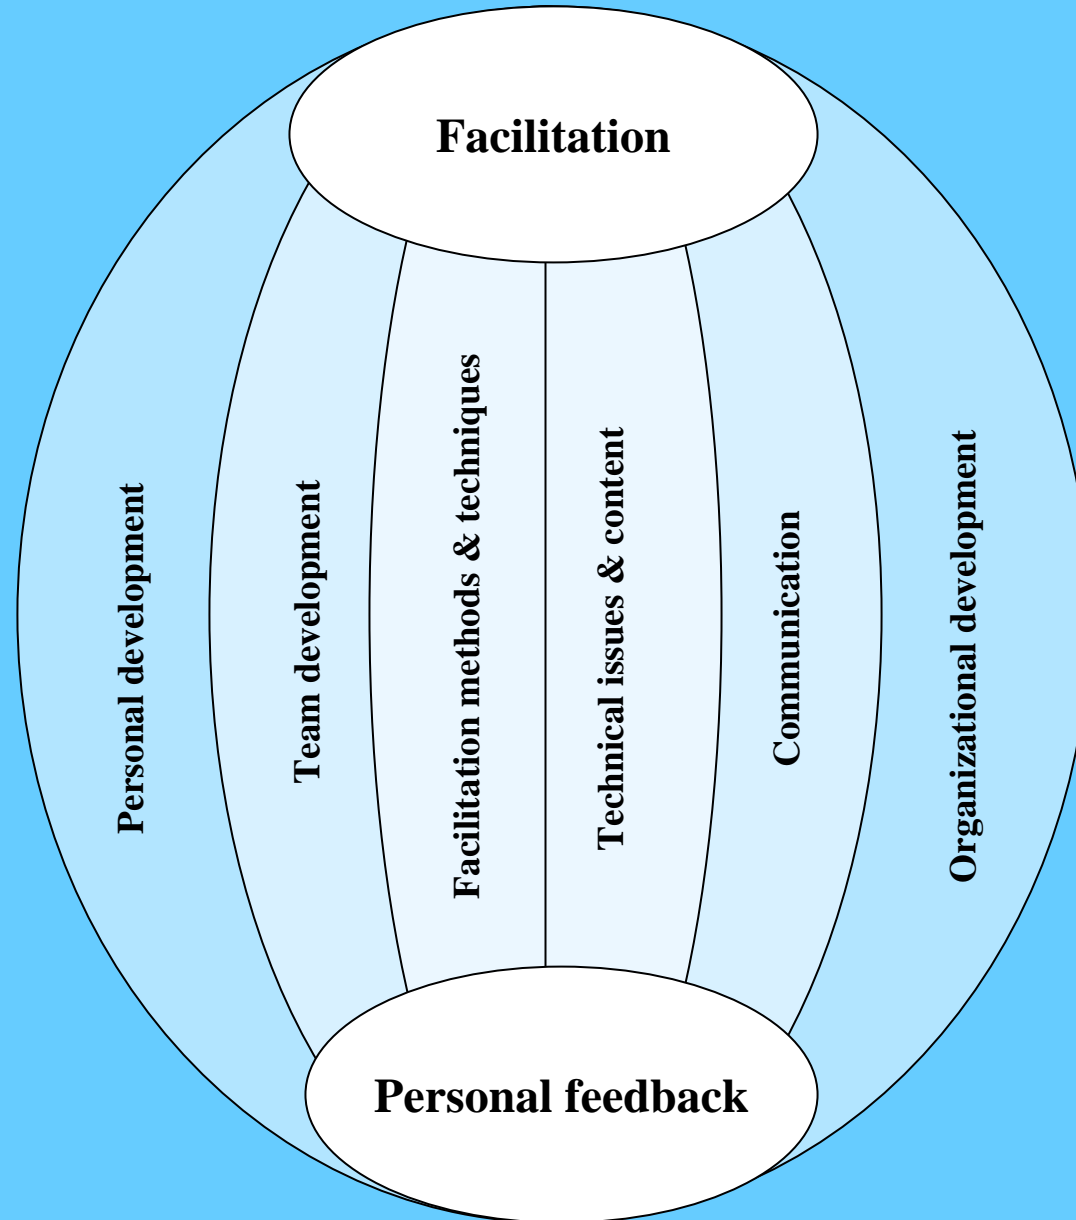 Facilitation
Personal development
Team development
Facilitation methods & techniques
Technical issues & content
Communication
Organizational development
Personal feedback